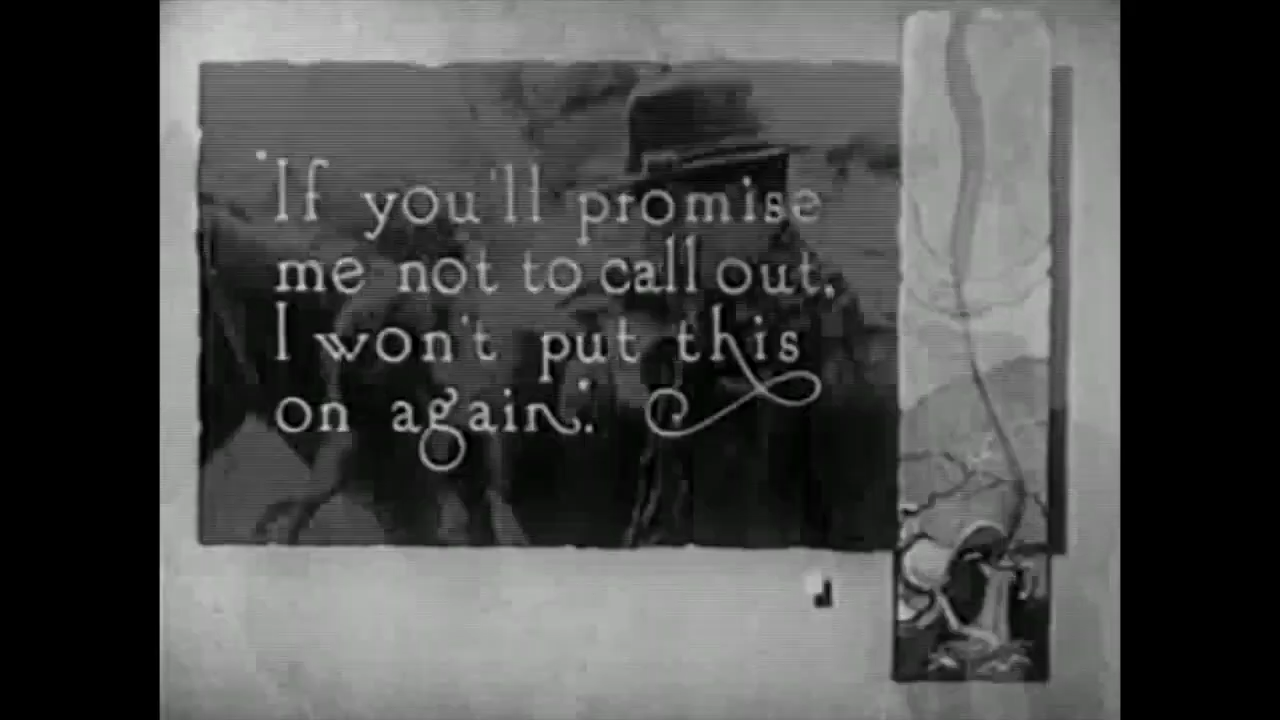 "If you'll promise
me not to call out,
I won't put this
on again."